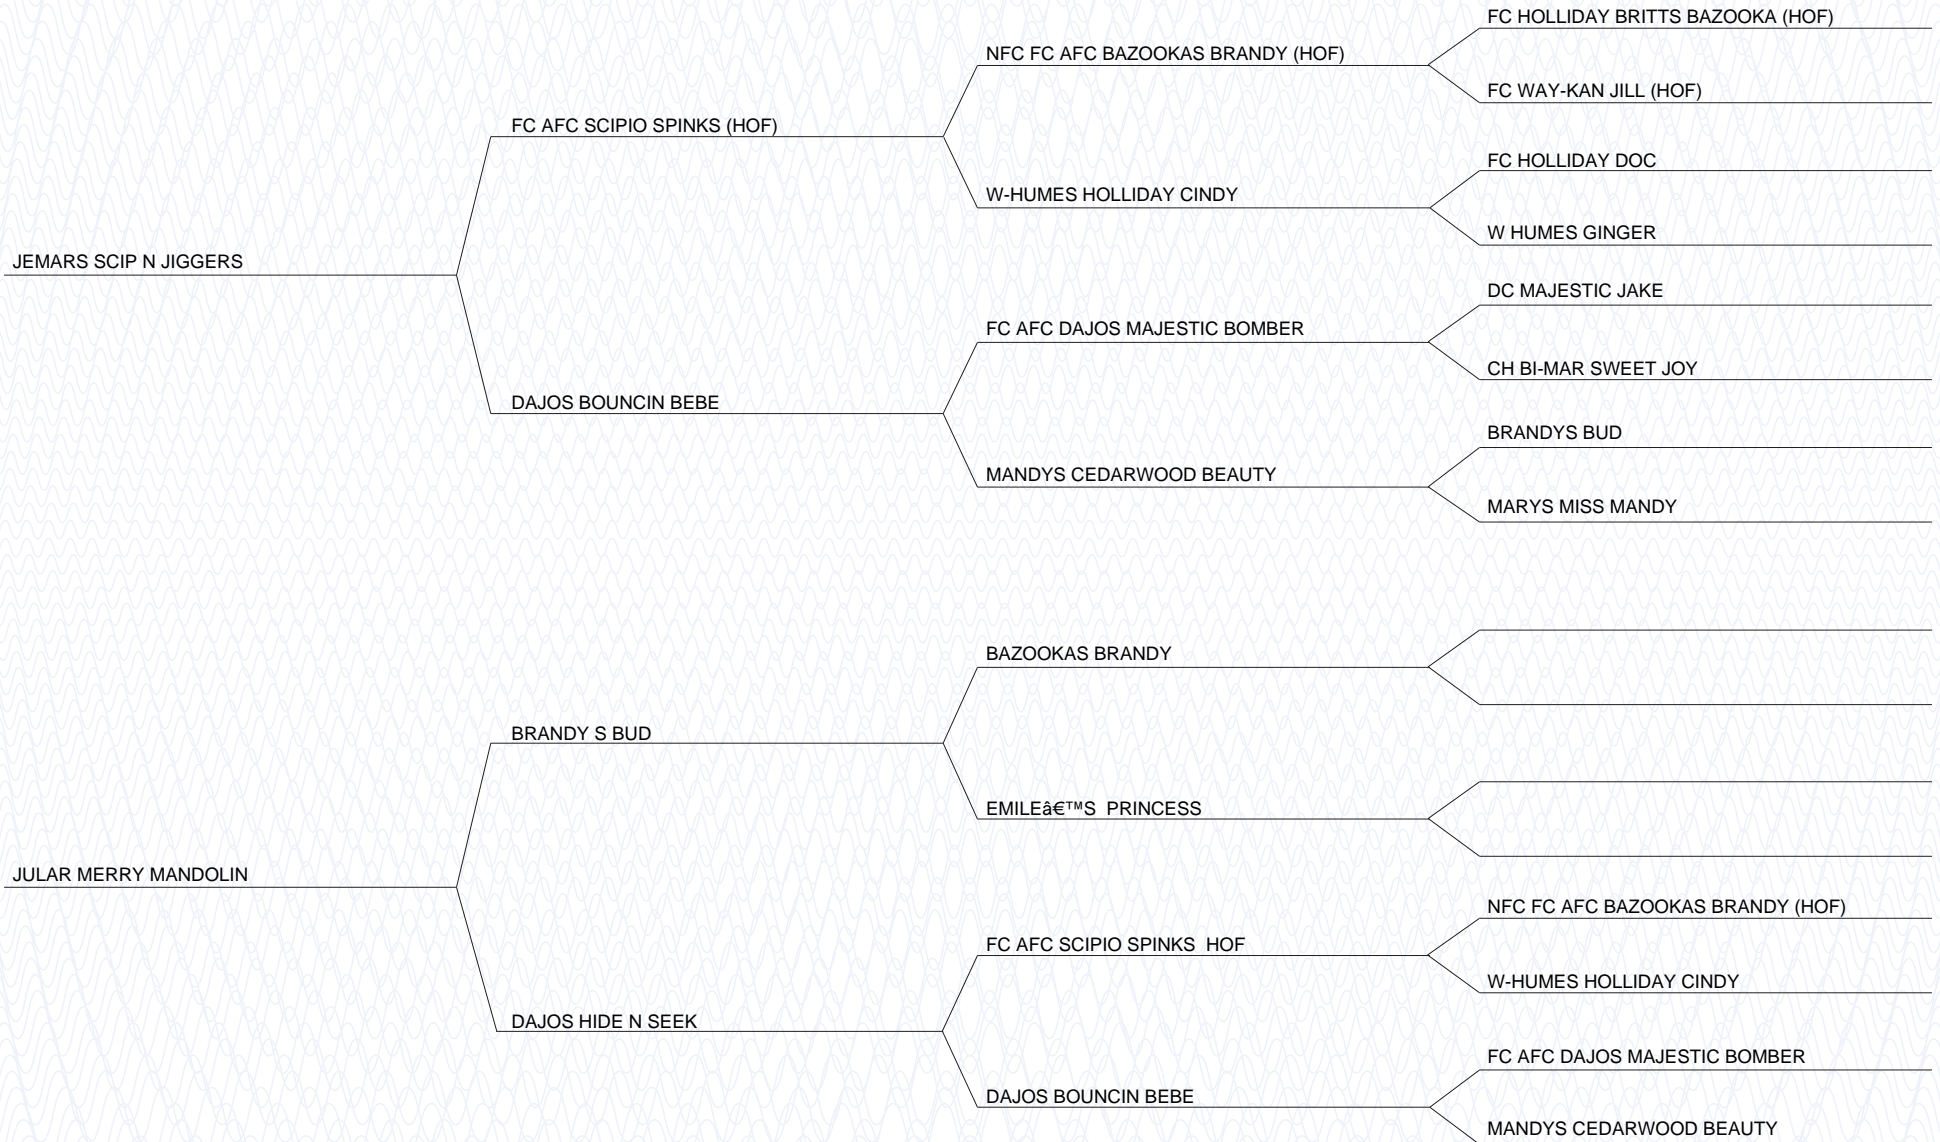 FC HOLLIDAY BRITTS BAZOOKA (HOF)
NFC FC AFC BAZOOKAS BRANDY (HOF)
FC WAY-KAN JILL (HOF)
FC AFC SCIPIO SPINKS (HOF)
FC HOLLIDAY DOC
W-HUMES HOLLIDAY CINDY
W HUMES GINGER
JEMARS SCIP N JIGGERS
DC MAJESTIC JAKE
FC AFC DAJOS MAJESTIC BOMBER
CH BI-MAR SWEET JOY
DAJOS BOUNCIN BEBE
BRANDYS BUD
MANDYS CEDARWOOD BEAUTY
MARYS MISS MANDY
BAZOOKAS BRANDY
BRANDY S BUD
EMILEâ€™S  PRINCESS
JULAR MERRY MANDOLIN
NFC FC AFC BAZOOKAS BRANDY (HOF)
FC AFC SCIPIO SPINKS  HOF
W-HUMES HOLLIDAY CINDY
DAJOS HIDE N SEEK
FC AFC DAJOS MAJESTIC BOMBER
DAJOS BOUNCIN BEBE
MANDYS CEDARWOOD BEAUTY